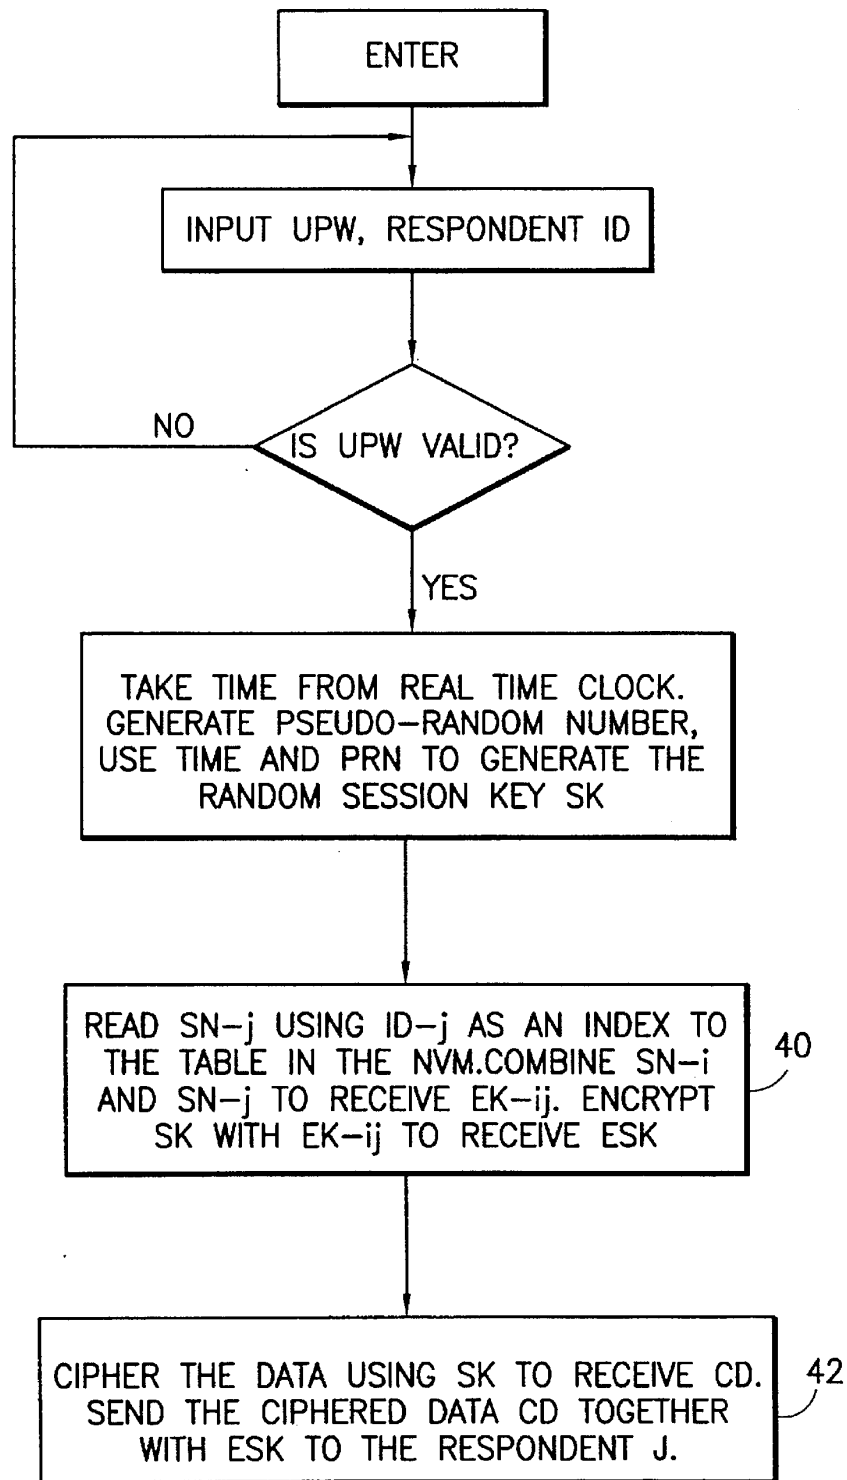 ENTER
INPUT UPW, RESPONDENT ID
IS UPW VALID?
NO
YES
TAKE TIME FROM REAL TIME CLOCK.
GENERATE PSEUDO-RANDOM NUMBER,
USE TIME AND PRN TO GENERATE THE
RANDOM SESSION KEY SK
READ SN-j USING ID-j AS AN INDEX TO
THE TABLE IN THE NVM.COMBINE SN-i
AND SN-j TO RECEIVE EK-ij. ENCRYPT
SK WITH EK-ij TO RECEIVE ESK
40
CIPHER THE DATA USING SK TO RECEIVE CD.
SEND THE CIPHERED DATA CD TOGETHER
WITH ESK TO THE RESPONDENT J.
42